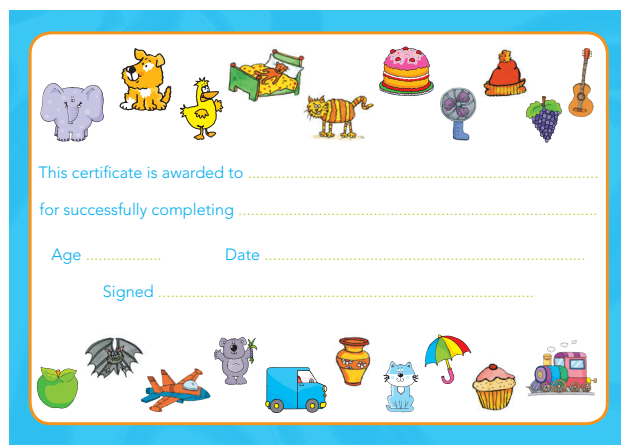 This certificate is awarded to ..........................................................................................
for successfully completing ............................................................................................
Age ................... Date ...................................................................................
Signed .................................................................................................